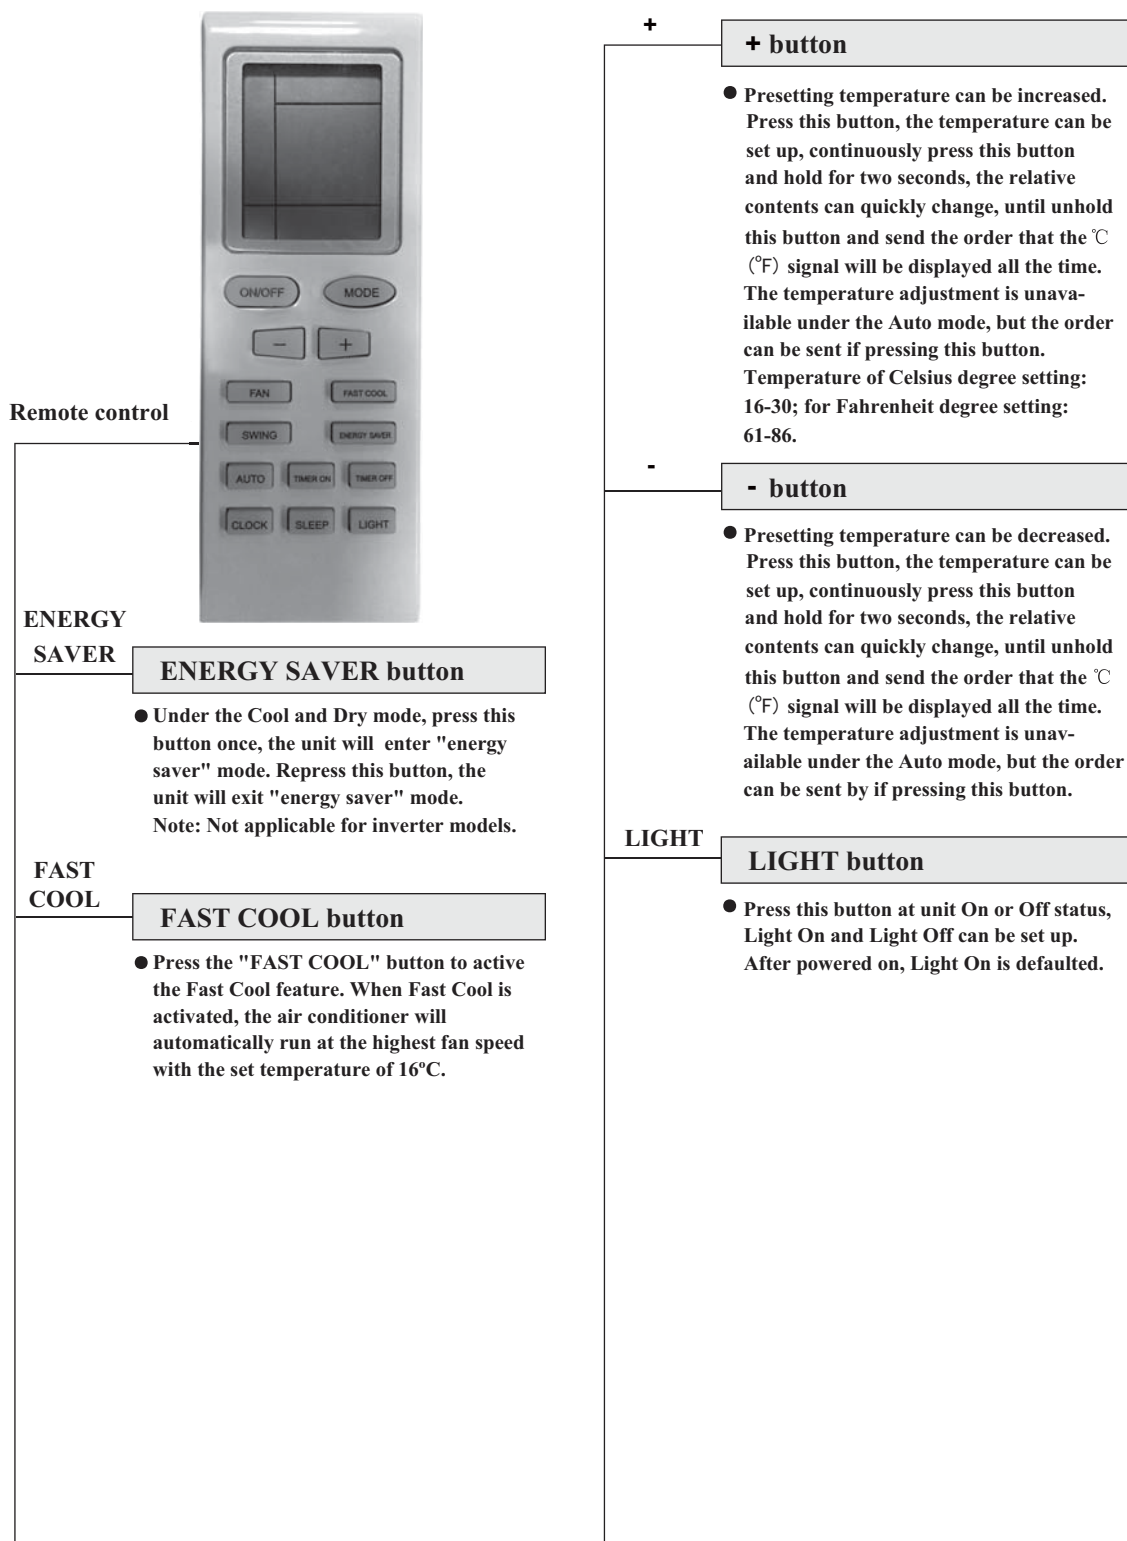 ON/OFF
MODE
-
+
FAN
FAST COOL
SWING
ENERGY SAVER
AUTO
TIMER ON
TIMER OFF
CLOCK
SLEEP
LIGHT
Remote control
ENERGY
SAVER
ENERGY SAVER button
● Under the Cool and Dry mode, press this
button once, the unit will enter "energy
saver" mode. Repress this button, the
unit will exit "energy saver" mode.
Note: Not applicable for inverter models.
FAST
COOL
FAST COOL button
● Press the "FAST COOL" button to active
the Fast Cool feature. When Fast Cool is
activated, the air conditioner will
automatically run at the highest fan speed
with the set temperature of 16ºC.
+
+ button
● Presetting temperature can be increased.
Press this button, the temperature can be
set up, continuously press this button
and hold for two seconds, the relative
contents can quickly change, until unhold
this button and send the order that the ℃
(°F) signal will be displayed all the time.
The temperature adjustment is unava-
ilable under the Auto mode, but the order
can be sent if pressing this button.
Temperature of Celsius degree setting:
16-30; for Fahrenheit degree setting:
61-86.
-
- button
● Presetting temperature can be decreased.
Press this button, the temperature can be
set up, continuously press this button
and hold for two seconds, the relative
contents can quickly change, until unhold
this button and send the order that the ℃
(°F) signal will be displayed all the time.
The temperature adjustment is unav-
ailable under the Auto mode, but the order
can be sent by if pressing this button.
LIGHT
LIGHT button
● Press this button at unit On or Off status,
Light On and Light Off can be set up.
After powered on, Light On is defaulted.